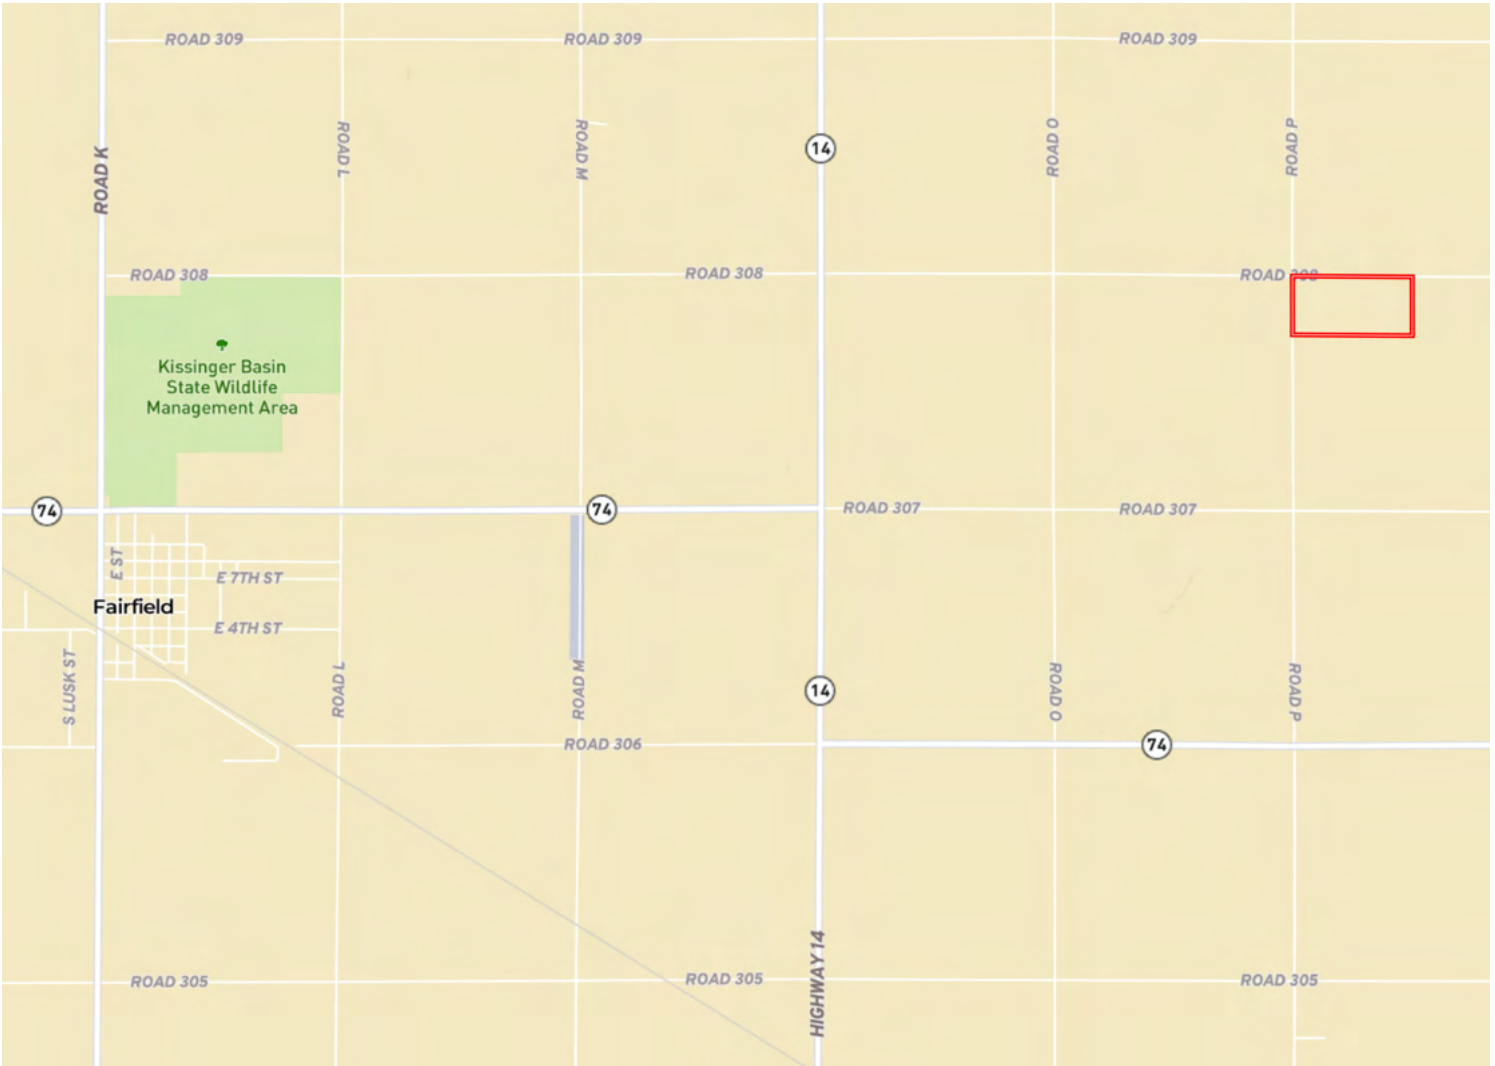 ROAD 309
ROAD 309
ROAD 309
ROAD K
ROAD L
ROAD M
14
ROAD O
ROAD P
ROAD 308
ROAD 308
ROAD 308
Kissinger Basin
State Wildlife
Management Area
74
74
ROAD 307
ROAD 307
E ST
E 7TH ST
Fairfield
E 4TH ST
S LUSK ST
ROAD L
ROAD M
14
ROAD O
ROAD P
ROAD 306
74
HIGHWAY 14
ROAD 305
ROAD 305
ROAD 305